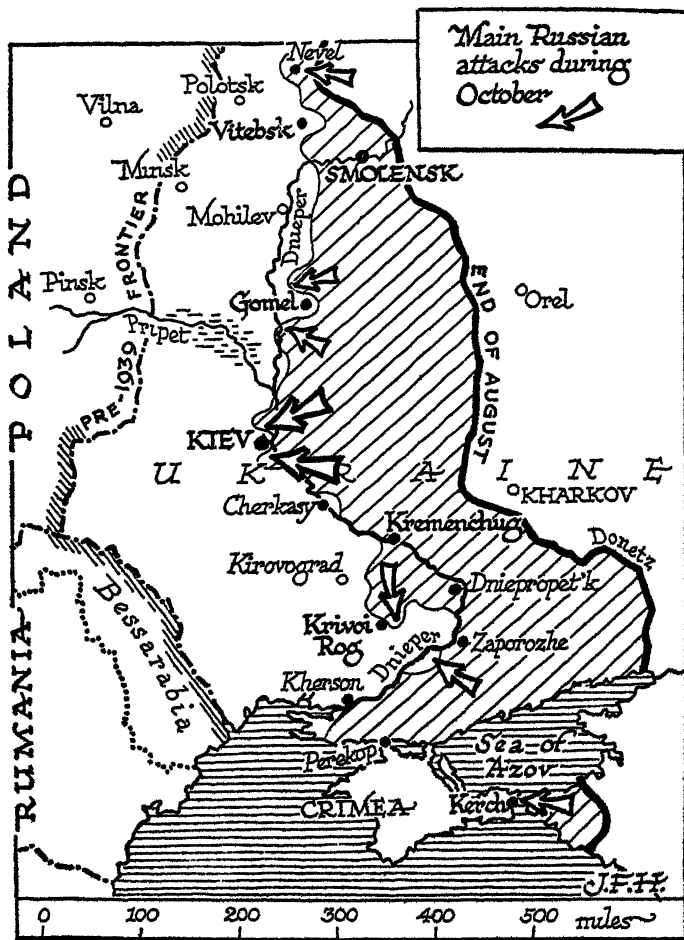 Main Russian
attacks during
October
Nevel
Polotsk
Vilna
Vitebsk
Minsk
SMOLENSK
Mohilev
Dnieper
POLAND
FRONTIER
PRE-1939
Pinsk
Gomel
Pripet
END OF AUGUST
Orel
KIEV
UKRAINE
KHARKOV
Cherkasy
Kremenchug
Donetz
Kirovograd
Dniepropet'k
Krivoi
Rog
Dnieper
Zaporozhe
Bessarabia
Kherson
RUMANIA
Perekop
Sea of
Azov
CRIMEA
Kerch
J.F.H.
0 100 200 300 400 500 miles